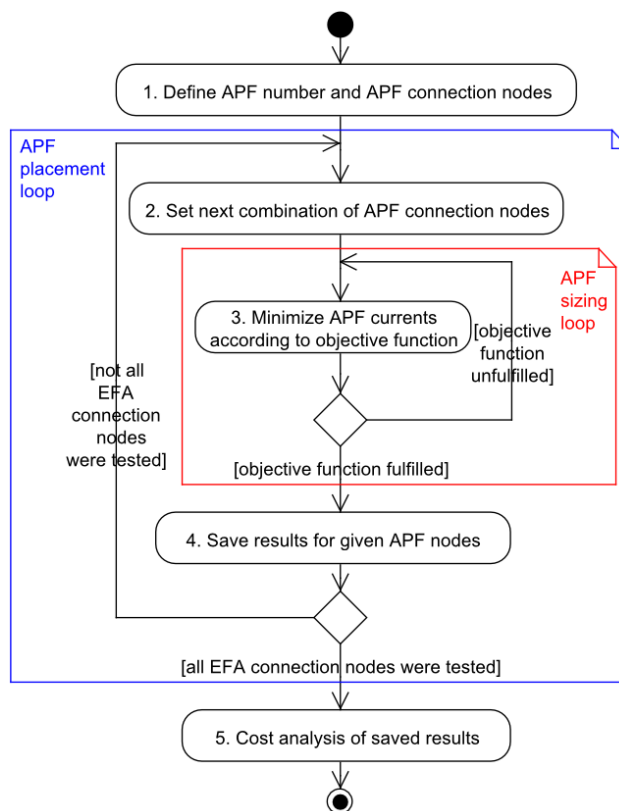 1. Define APF number and APF connection nodes
APF
placement
loop
2. Set next combination of APF connection nodes
APF
sizing
loop
3. Minimize APF currents
according to objective function
[objective
function
unfulfilled]
[not all
EFA
connection
nodes
were tested]
[objective function fulfilled]
4. Save results for given APF nodes
[all EFA connection nodes were tested]
5. Cost analysis of saved results